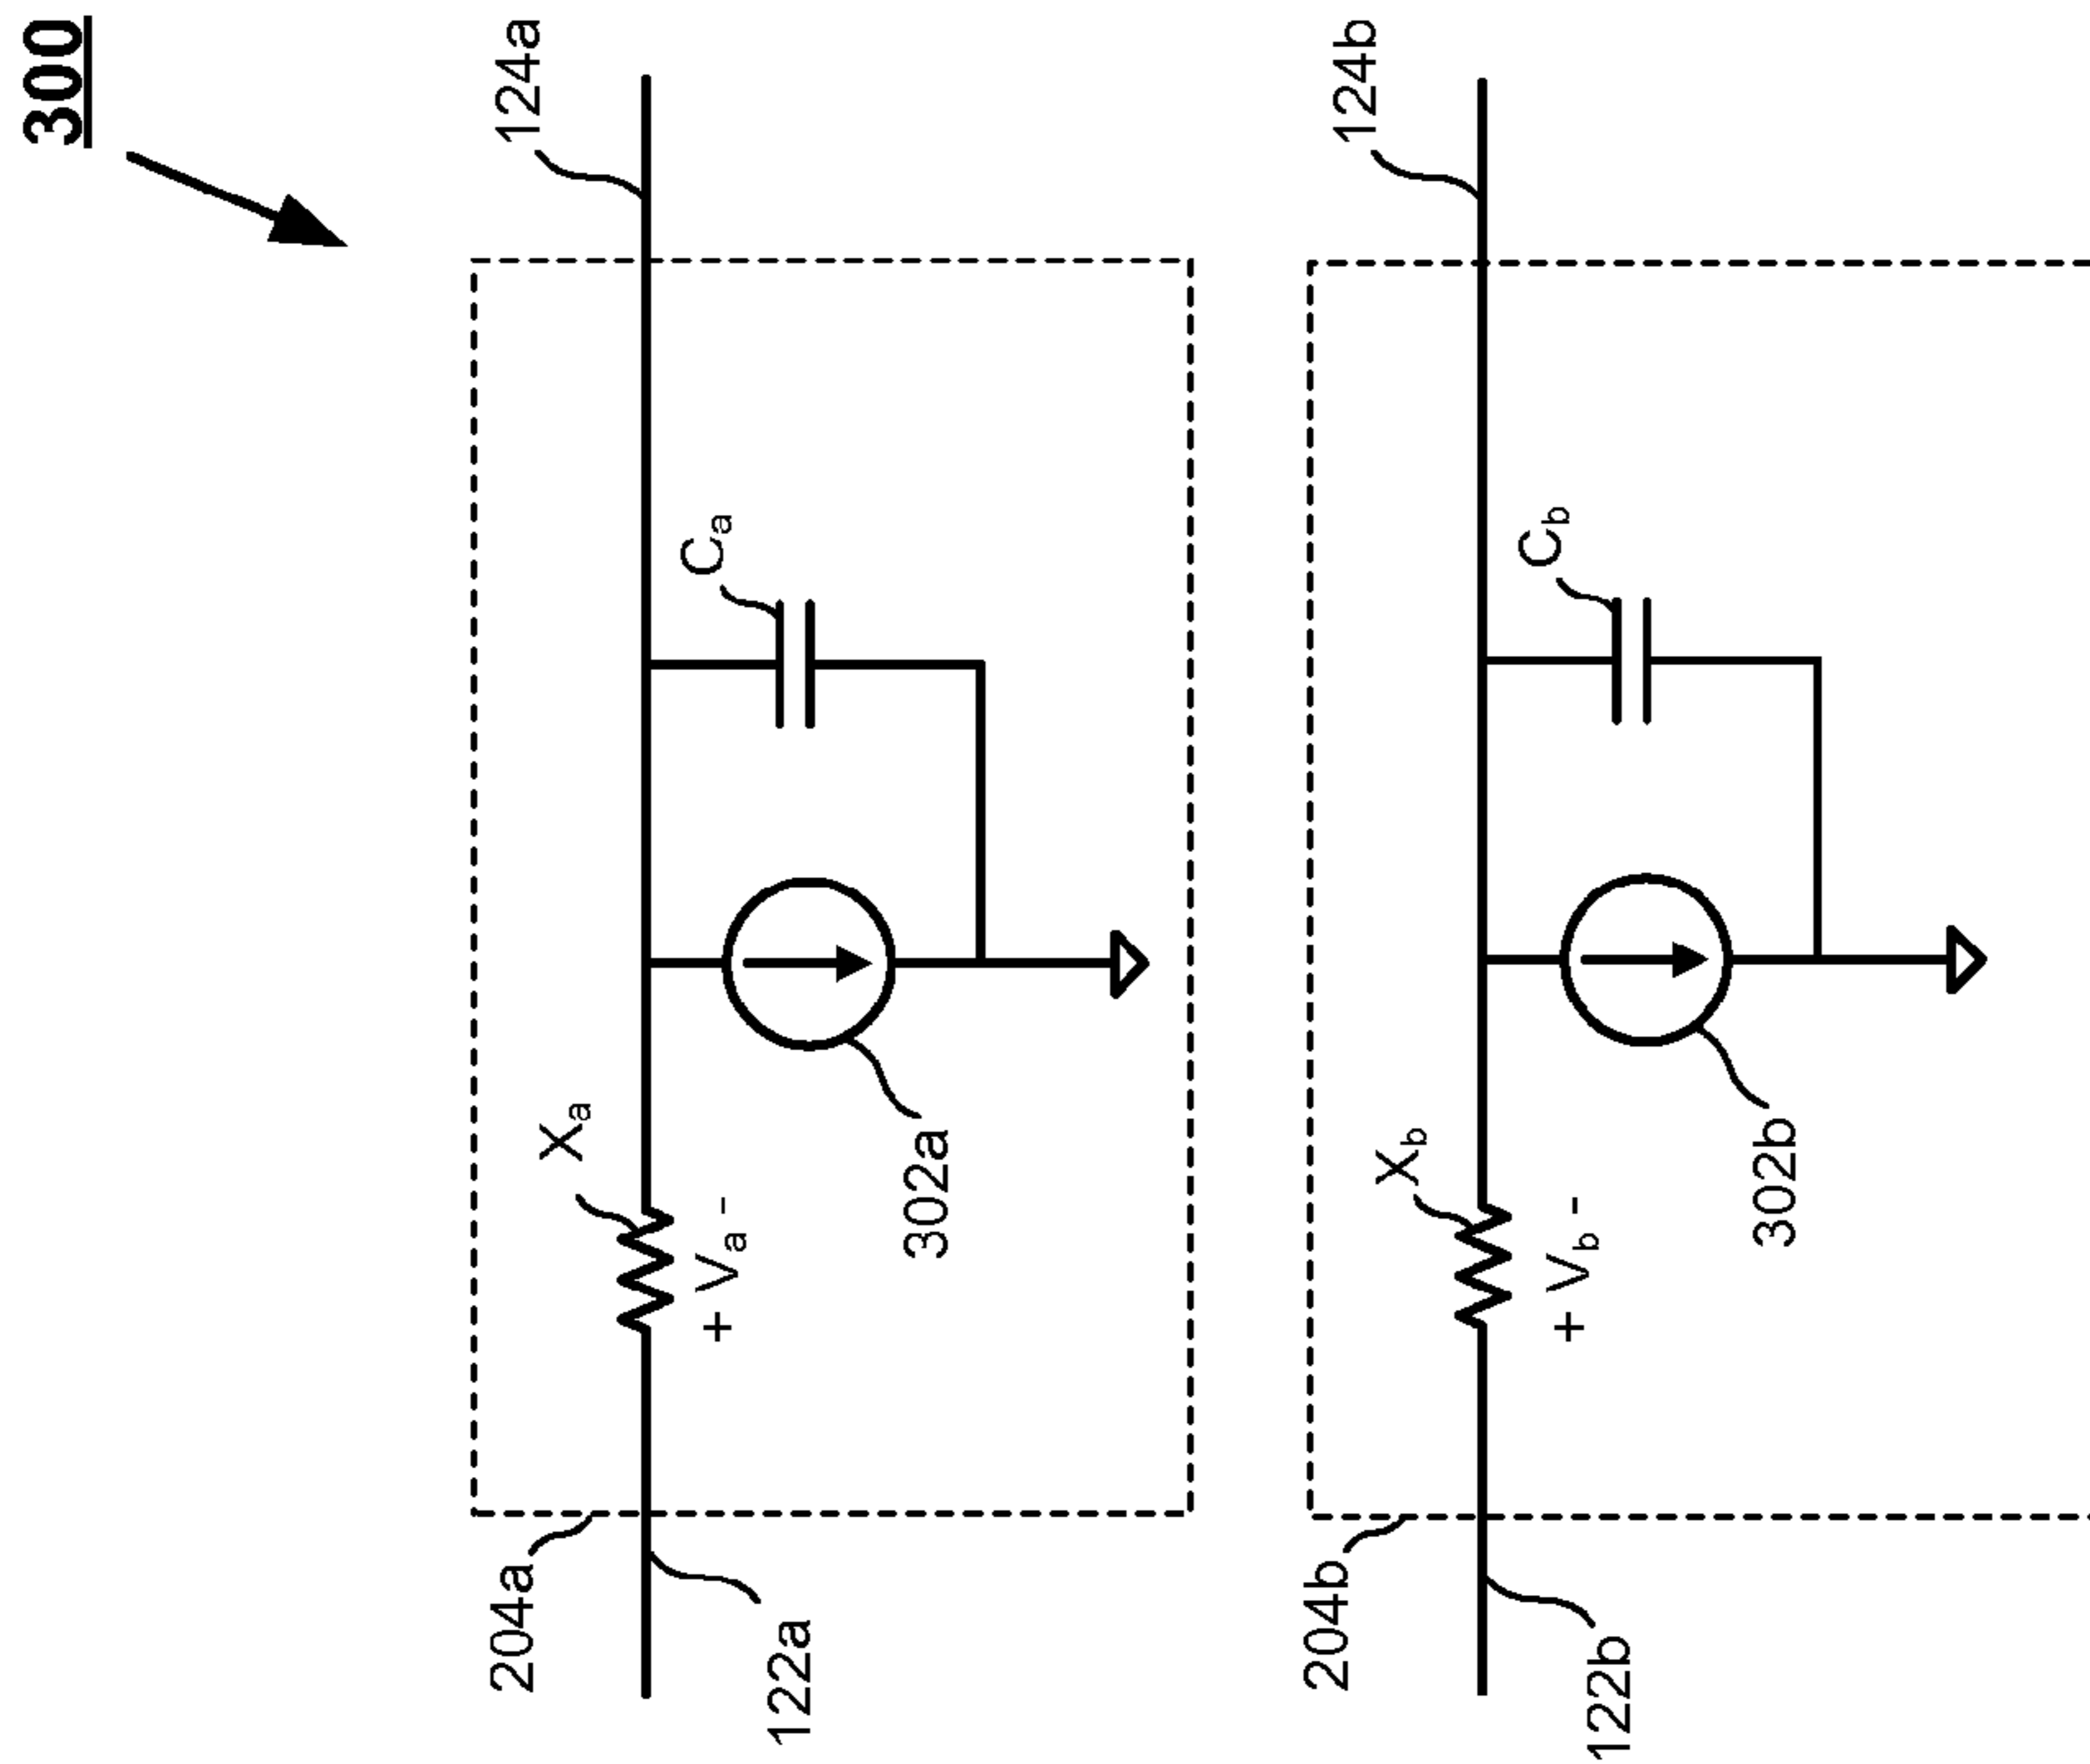 300
124a
204a
Xa
Ca
+ Va -
302a
122a
124b
204b
Xb
Cb
+ Vb -
302b
122b